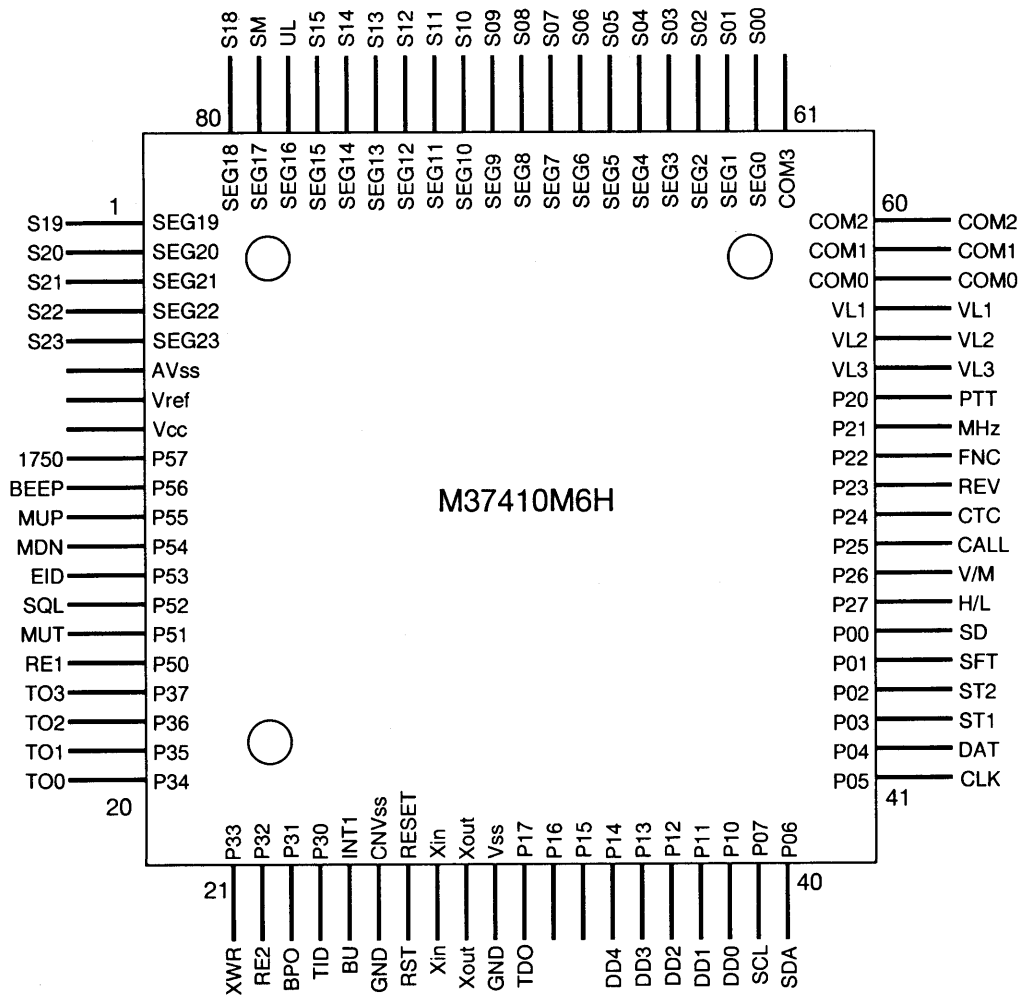 S18 SM UL S15 S14 S13 S12 S11 S10 S09 S08 S07 S06 S05 S04 S03 S02 S01 S00
80 61
SEG18 SEG17 SEG16 SEG15 SEG14 SEG13 SEG12 SEG11 SEG10 SEG9 SEG8 SEG7 SEG6 SEG5 SEG4 SEG3 SEG2 SEG1 SEG0 COM3
1 60
S19 SEG19 COM2 COM2
S20 SEG20 COM1 COM1
S21 SEG21 COM0 COM0
S22 SEG22 VL1 VL1
S23 SEG23 VL2 VL2
AVss VL3 VL3
Vref P20 PTT
Vcc P21 MHz
1750 P57 P22 FNC
BEEP P56 P23 REV
M37410M6H
MUP P55 P24 CTC
MDN P54 P25 CALL
EID P53 P26 V/M
SQL P52 P27 H/L
MUT P51 P00 SD
RE1 P50 P01 SFT
TO3 P37 P02 ST2
TO2 P36 P03 ST1
TO1 P35 P04 DAT
TO0 P34 P05 CLK
20 41
P33 P32 P31 P30 INT1 CNVss RESET Xin Xout Vss P17 P16 P15 P14 P13 P12 P11 P10 P07 P06
21 40
XWR RE2 BPO TID BU GND RST Xin Xout GND TDO DD4 DD3 DD2 DD1 DD0 SCL SDA